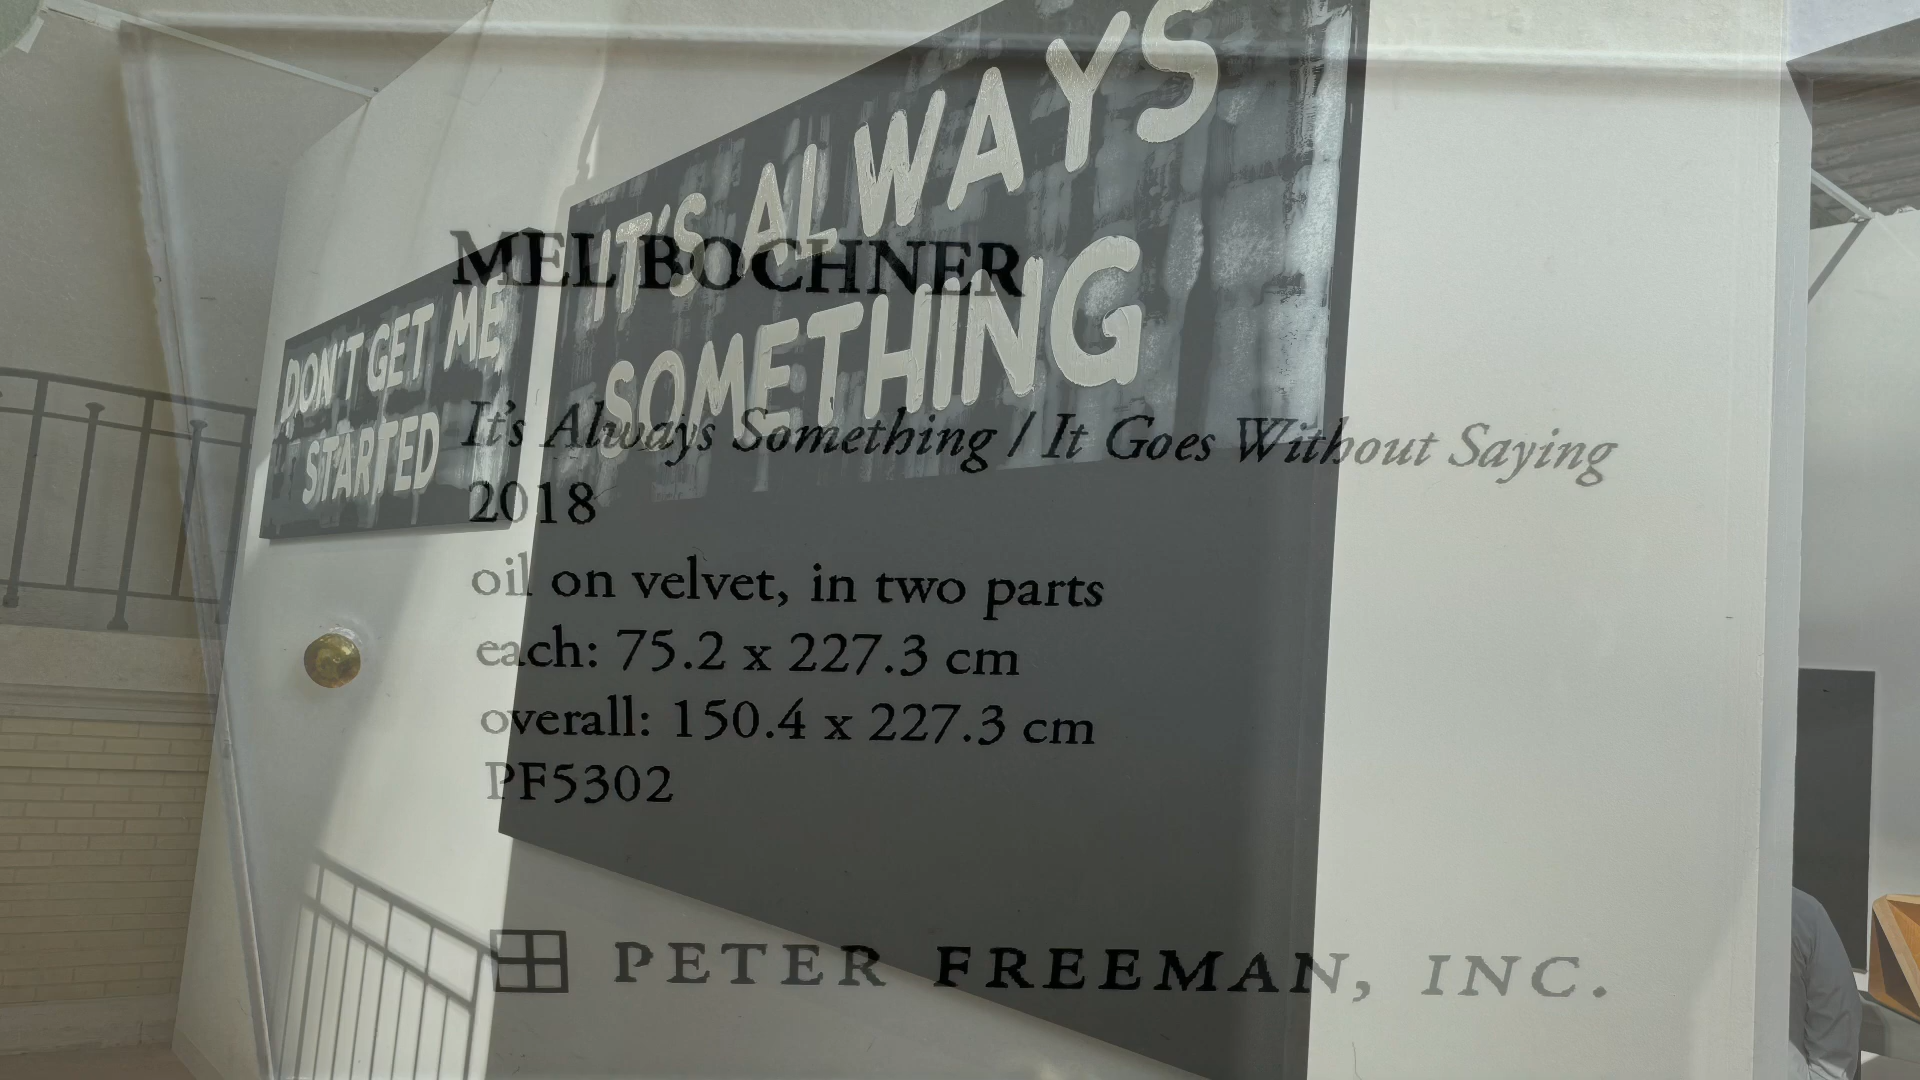 IT'S ALWAYS
SOMETHING
DON'T GET ME
STARTED
MEL BOCHNER
It's Always Something / It Goes Without Saying
2018
oil on velvet, in two parts
each: 75.2 x 227.3 cm
overall: 150.4 x 227.3 cm
PF5302
PETER FREEMAN, INC.